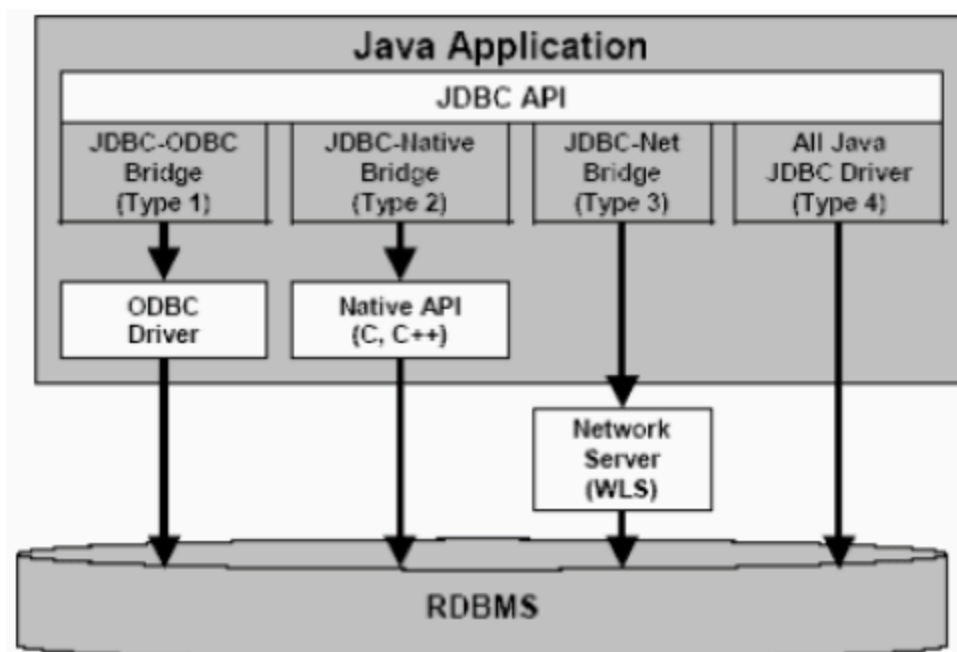 Java Application
JDBC API
JDBC-ODBC
Bridge
(Type 1)
JDBC-Native
Bridge
(Type 2)
JDBC-Net
Bridge
(Type 3)
All Java
JDBC Driver
(Type 4)
ODBC
Driver
Native API
(C, C++)
Network
Server
(WLS)
RDBMS